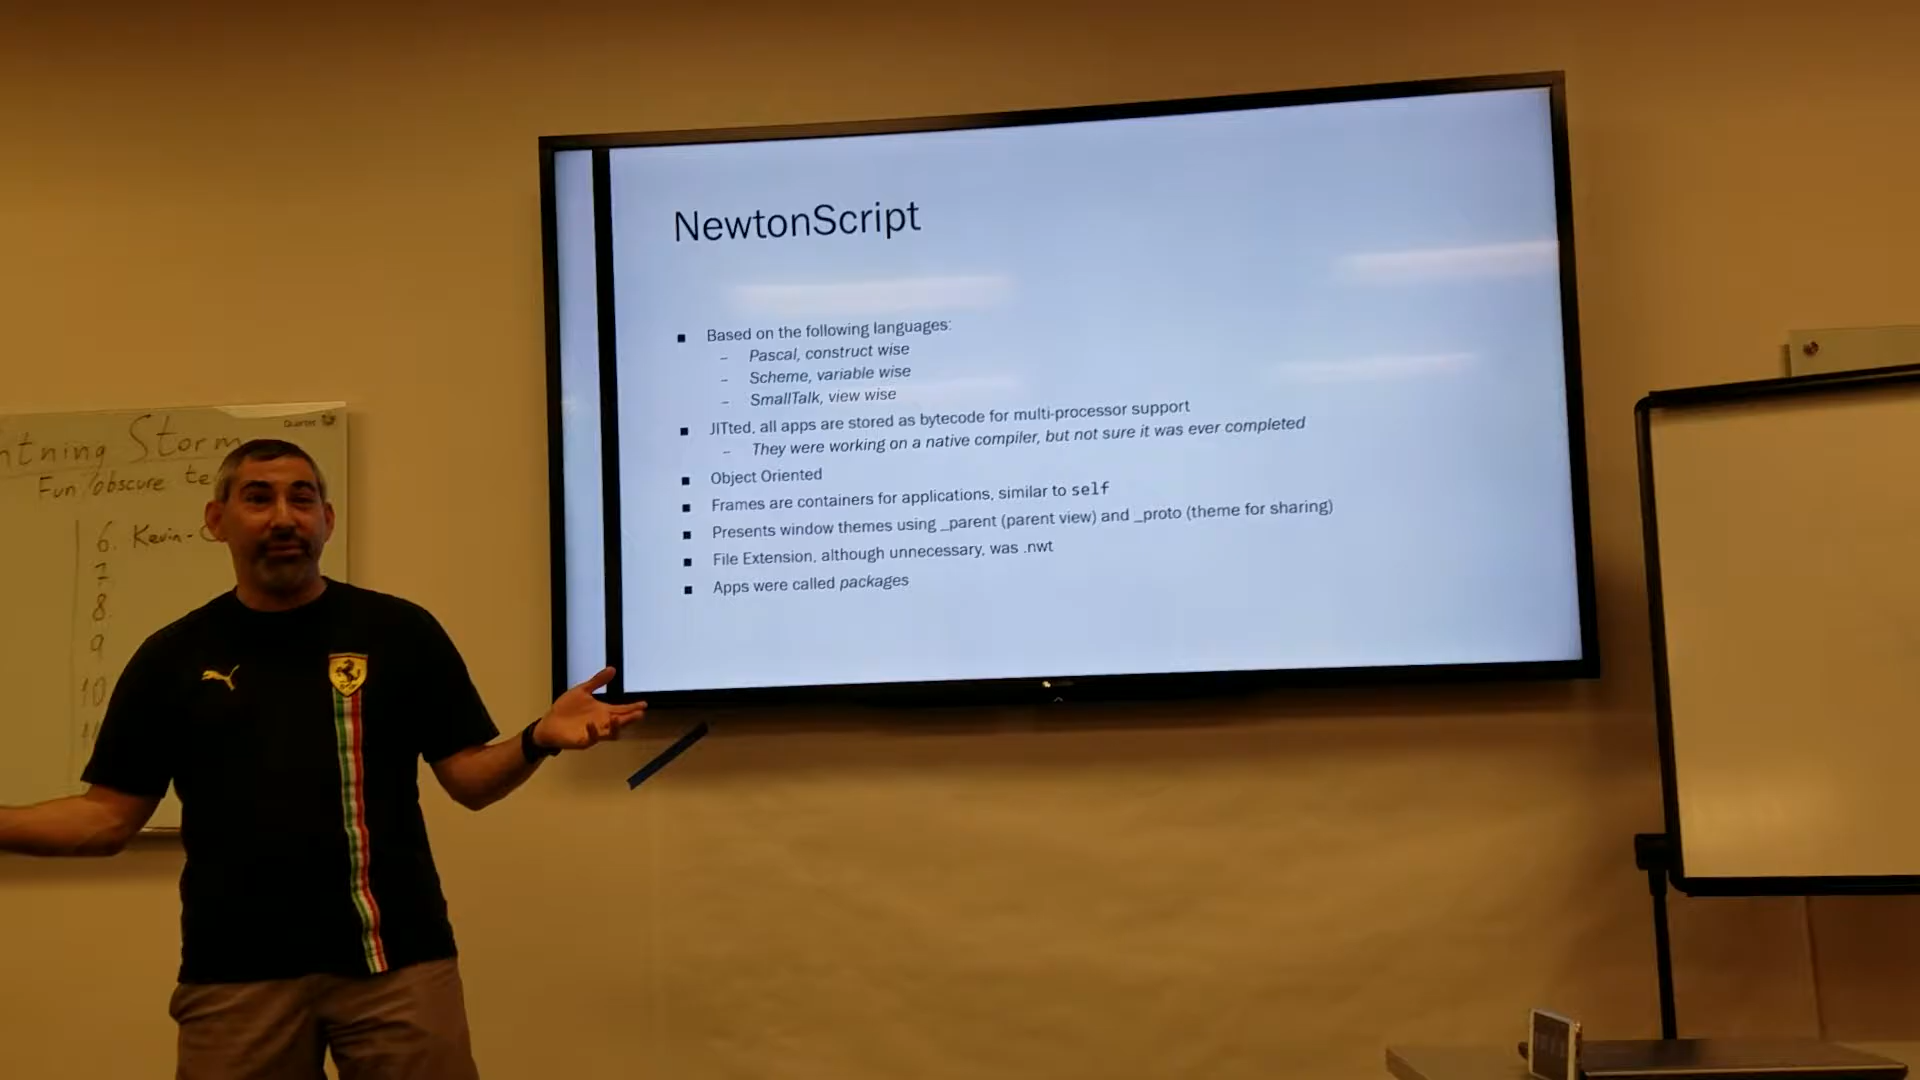 NewtonScript
Based on the following languages:
Pascal, construct wise
Scheme, variable wise
SmallTalk, view wise
JITted, all apps are stored as bytecode for multi-processor support
They were working on a native compiler, but not sure it was ever completed
Object Oriented
Frames are containers for applications, similar to self
Presents window themes using _parent (parent view) and _proto (theme for sharing)
File Extension, although unnecessary, was .nwt
Apps were called packages
Quartet
Storm
Fun/obscure
6. Kevin-
7.
8.
9
10